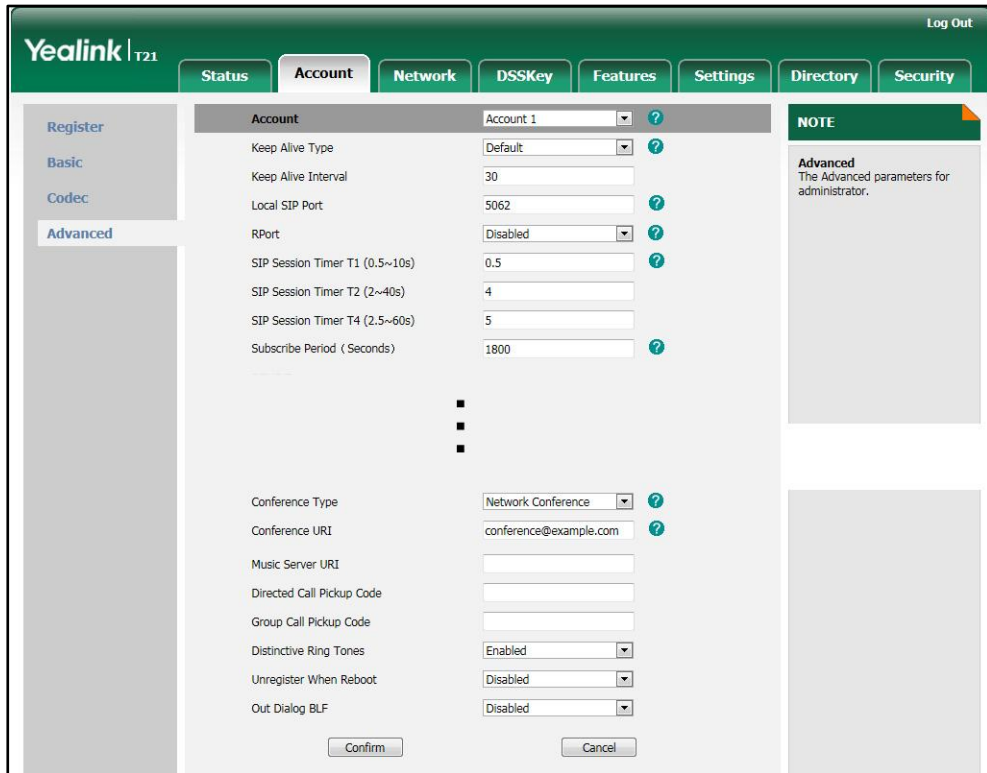 Log Out
Yealink | T21
Status Account Network DSSKey Features Settings Directory Security
Register
Basic
Codec
Advanced
Account Account 1 ?
Keep Alive Type Default ?
Keep Alive Interval 30
Local SIP Port 5062 ?
RPort Disabled ?
SIP Session Timer T1 (0.5~10s) 0.5 ?
SIP Session Timer T2 (2~40s) 4
SIP Session Timer T4 (2.5~60s) 5
Subscribe Period (Seconds) 1800 ?
Conference Type Network Conference ?
Conference URI conference@example.com ?
Music Server URI
Directed Call Pickup Code
Group Call Pickup Code
Distinctive Ring Tones Enabled
Unregister When Reboot Disabled
Out Dialog BLF Disabled
Confirm Cancel
NOTE
Advanced
The Advanced parameters for
administrator.